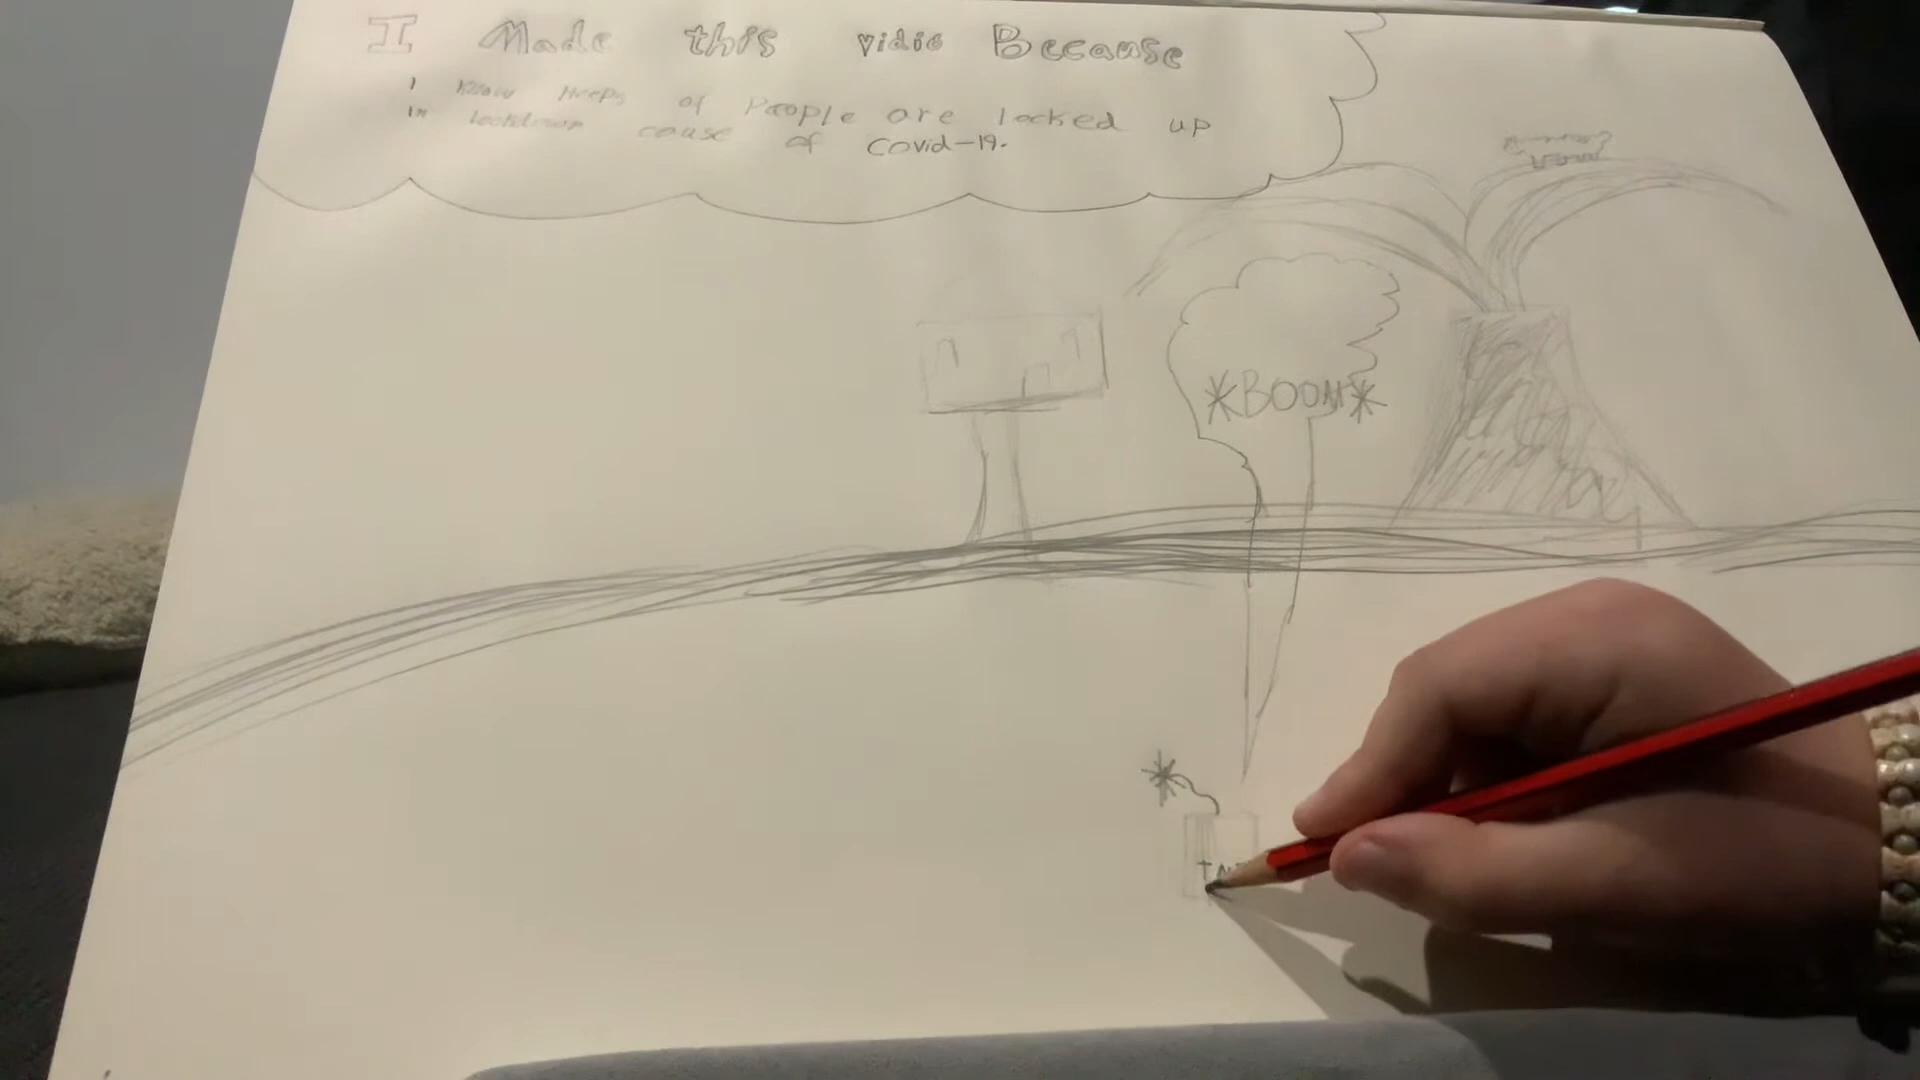 I Made this vidio Because
I know Heeps of People are locked up
in lockdown cause of Covid-19.
*BOOM*